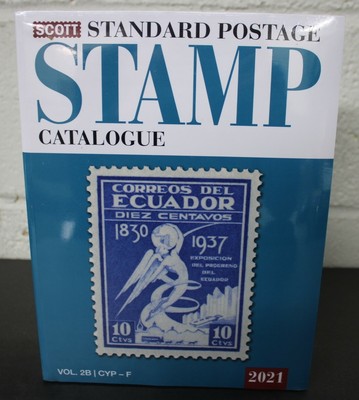 SCOTT STANDARD POSTAGE
STAMP
CATALOGUE
CORREOS DEL
ECUADOR
DIEZ CENTAVOS
1830
1937
EXPOSICION
DEL PROGRESO
DEL
ECUADOR
10 10
Ctvs Ctvs
VOL. 2B | CYP – F
2021